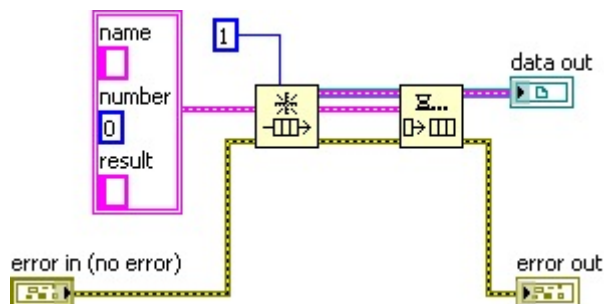 name
1
data out
number
0
result
error in (no error)
error out